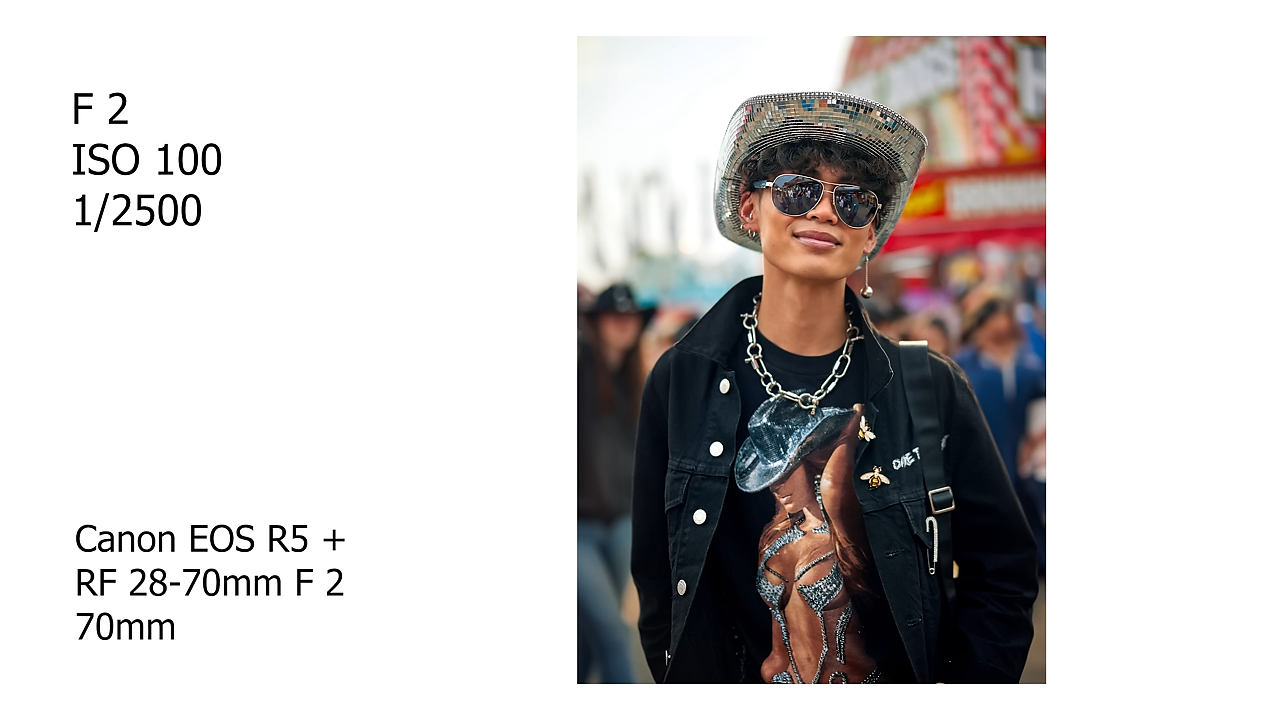 F 2
ISO 100
1/2500
Canon EOS R5 +
RF 28-70mm F 2
70mm